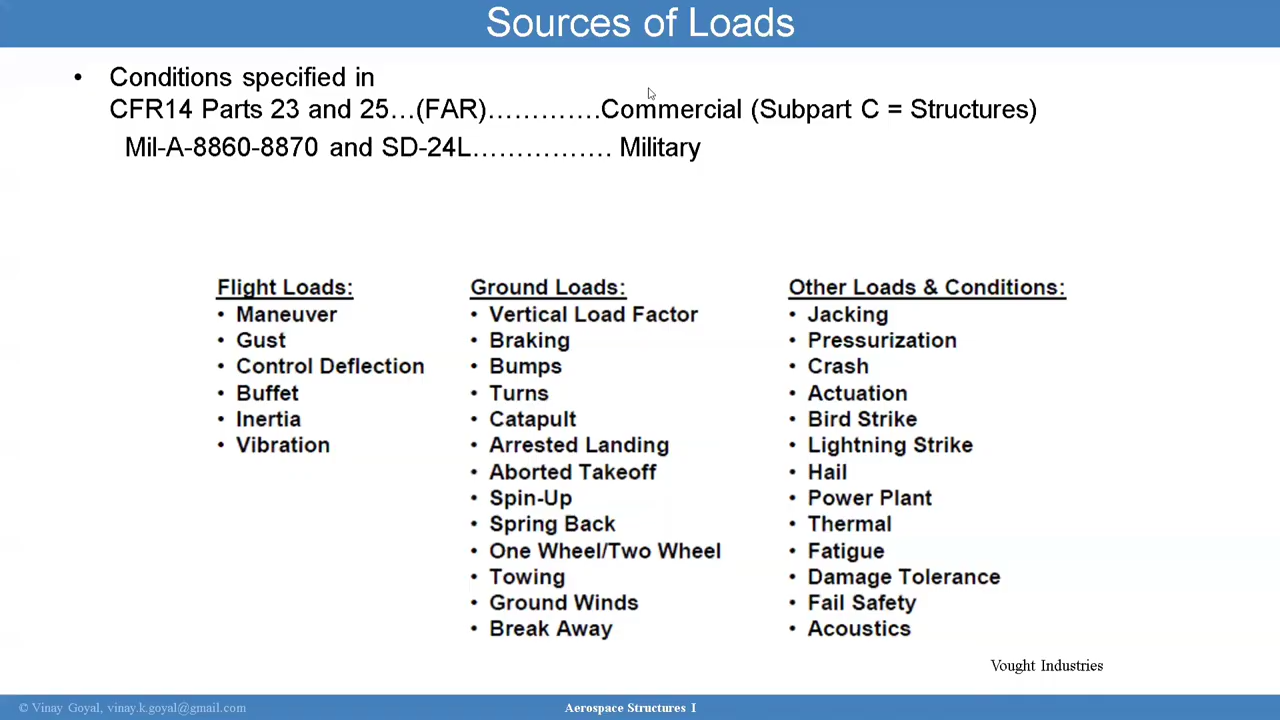 Sources of Loads
• Conditions specified in
CFR14 Parts 23 and 25…(FAR)………….Commercial (Subpart C = Structures)
Mil-A-8860-8870 and SD-24L……………. Military
Flight Loads:
• Maneuver
• Gust
• Control Deflection
• Buffet
• Inertia
• Vibration
Ground Loads:
• Vertical Load Factor
• Braking
• Bumps
• Turns
• Catapult
• Arrested Landing
• Aborted Takeoff
• Spin-Up
• Spring Back
• One Wheel/Two Wheel
• Towing
• Ground Winds
• Break Away
Other Loads & Conditions:
• Jacking
• Pressurization
• Crash
• Actuation
• Bird Strike
• Lightning Strike
• Hail
• Power Plant
• Thermal
• Fatigue
• Damage Tolerance
• Fail Safety
• Acoustics
Vought Industries
© Vinay Goyal, vinay.k.goyal@gmail.com
Aerospace Structures I